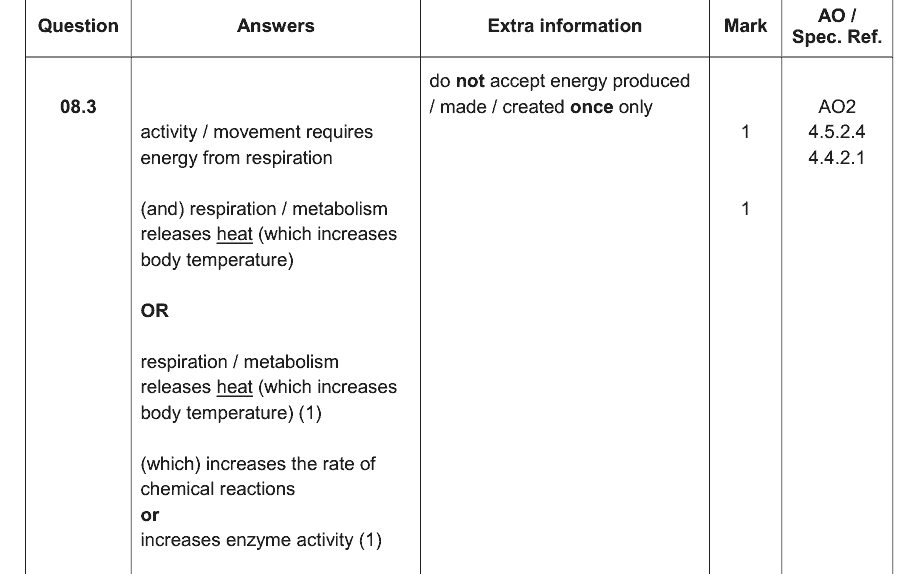 Question Answers Extra information Mark AO /
Spec. Ref.
do not accept energy produced
08.3 / made / created once only AO2
activity / movement requires 1 4.5.2.4
energy from respiration 4.4.2.1
(and) respiration / metabolism 1
releases heat (which increases
body temperature)
OR
respiration / metabolism
releases heat (which increases
body temperature) (1)
(which) increases the rate of
chemical reactions
or
increases enzyme activity (1)